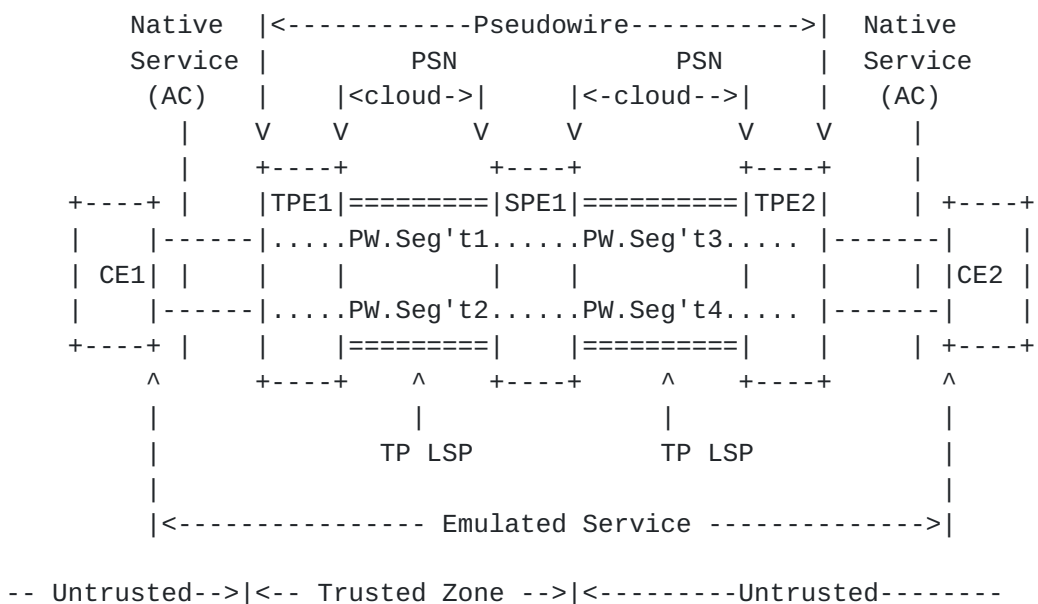 Native |<------------Pseudowire----------->| Native
Service | PSN PSN | Service
(AC) | |<cloud->| |<-cloud-->| | (AC)
| V V V V V V |
| +----+ +----+ +----+ |
+----+ | |TPE1|=========|SPE1|==========|TPE2| | +----+
| |------|.....PW.Seg't1......PW.Seg't3..... |-------| |
| CE1| | | | | | | | | |CE2 |
| |------|.....PW.Seg't2......PW.Seg't4..... |-------| |
+----+ | | |=========| |==========| | | +----+
^ +----+ ^ +----+ ^ +----+ ^
| | | |
| TP LSP TP LSP |
| |
|<---------------- Emulated Service -------------->|
-- Untrusted-->|<-- Trusted Zone -->|<---------Untrusted--------